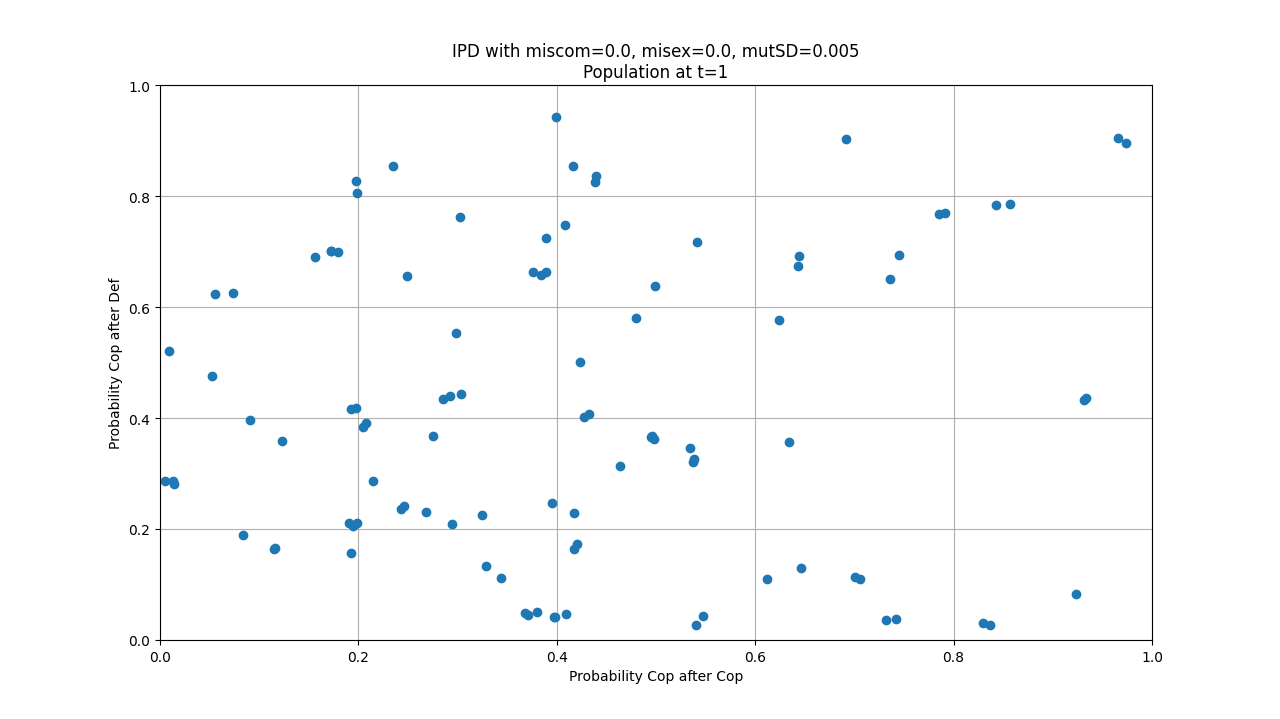 IPD with miscom=0.0, misex=0.0, mutSD=0.005
Population at t=1
1.0
0.8
0.6
0.4
0.2
0.0
Probability Cop after Def
0.0 0.2 0.4 0.6 0.8 1.0
Probability Cop after Cop